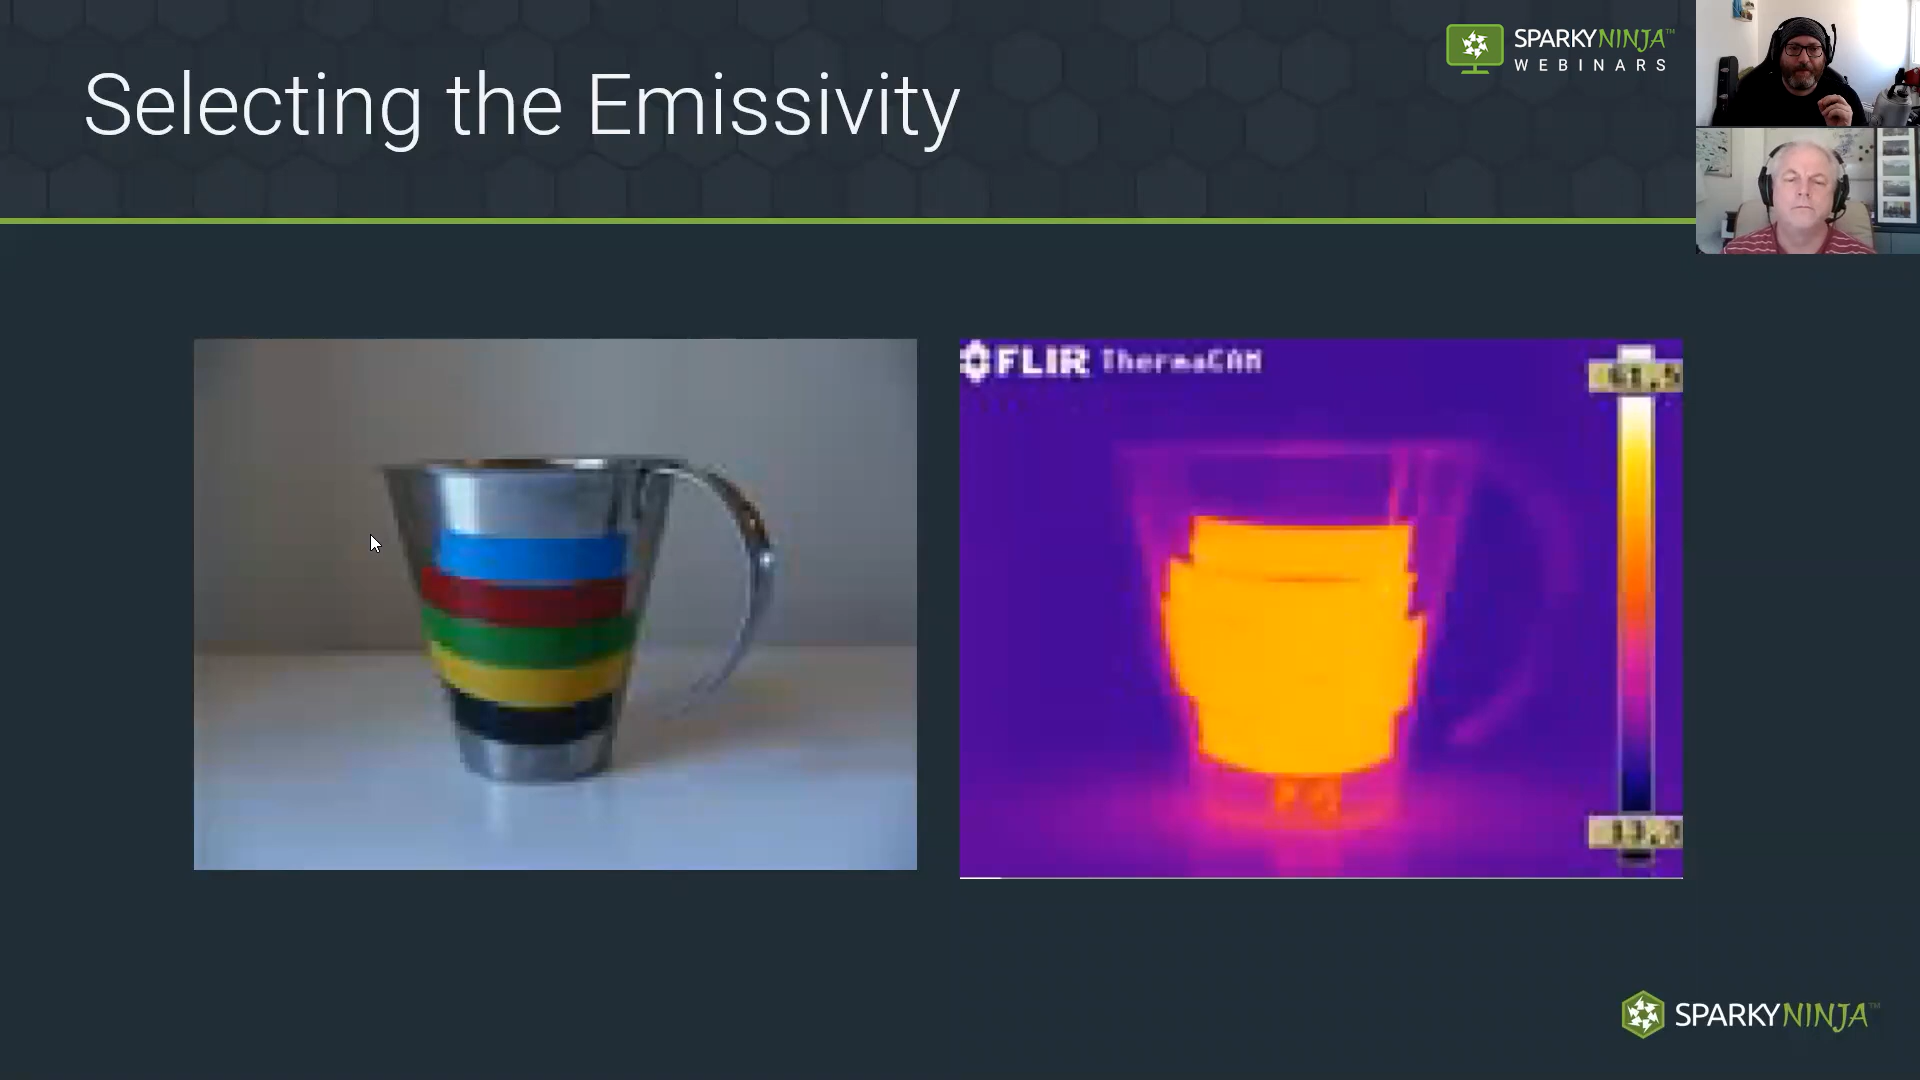 Selecting the Emissivity
SPARKYNINJA™
WEBINARS
FLIR ThermaCAM
SPARKYNINJA™